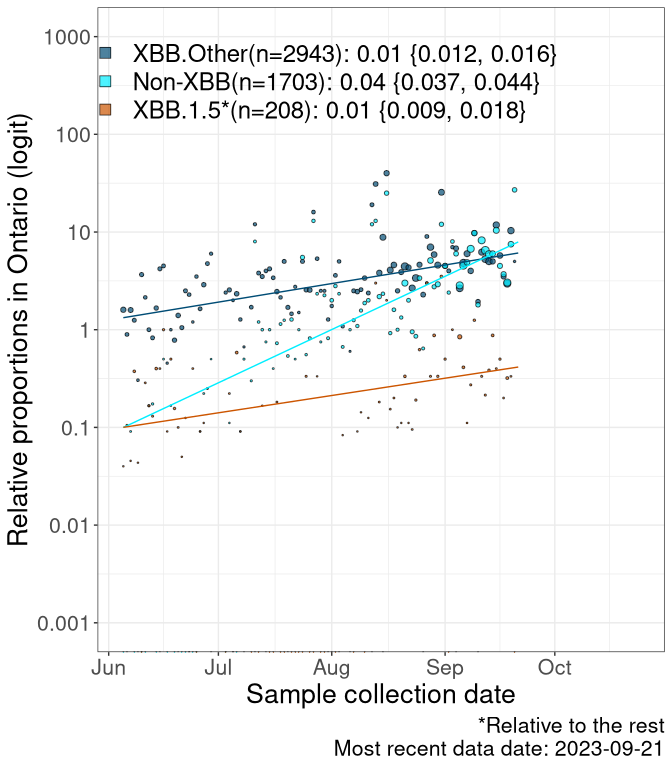 1000
100
10
1
0.1
0.01
0.001
Relative proportions in Ontario (logit)
XBB.Other(n=2943): 0.01 {0.012, 0.016}
Non-XBB(n=1703): 0.04 {0.037, 0.044}
XBB.1.5*(n=208): 0.01 {0.009, 0.018}
Jun Jul Aug Sep Oct
Sample collection date
*Relative to the rest
Most recent data date: 2023-09-21